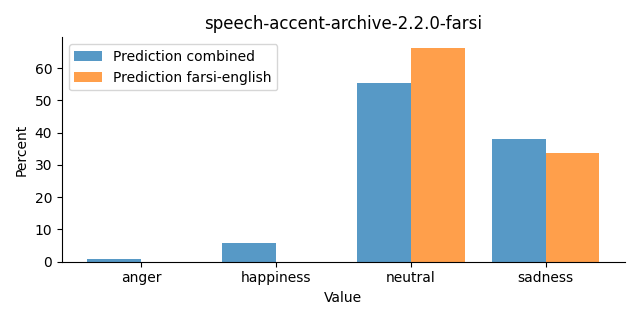 speech-accent-archive-2.2.0-farsi
Prediction combined
Prediction farsi-english
Percent
60
50
40
30
20
10
0
anger happiness neutral sadness
Value